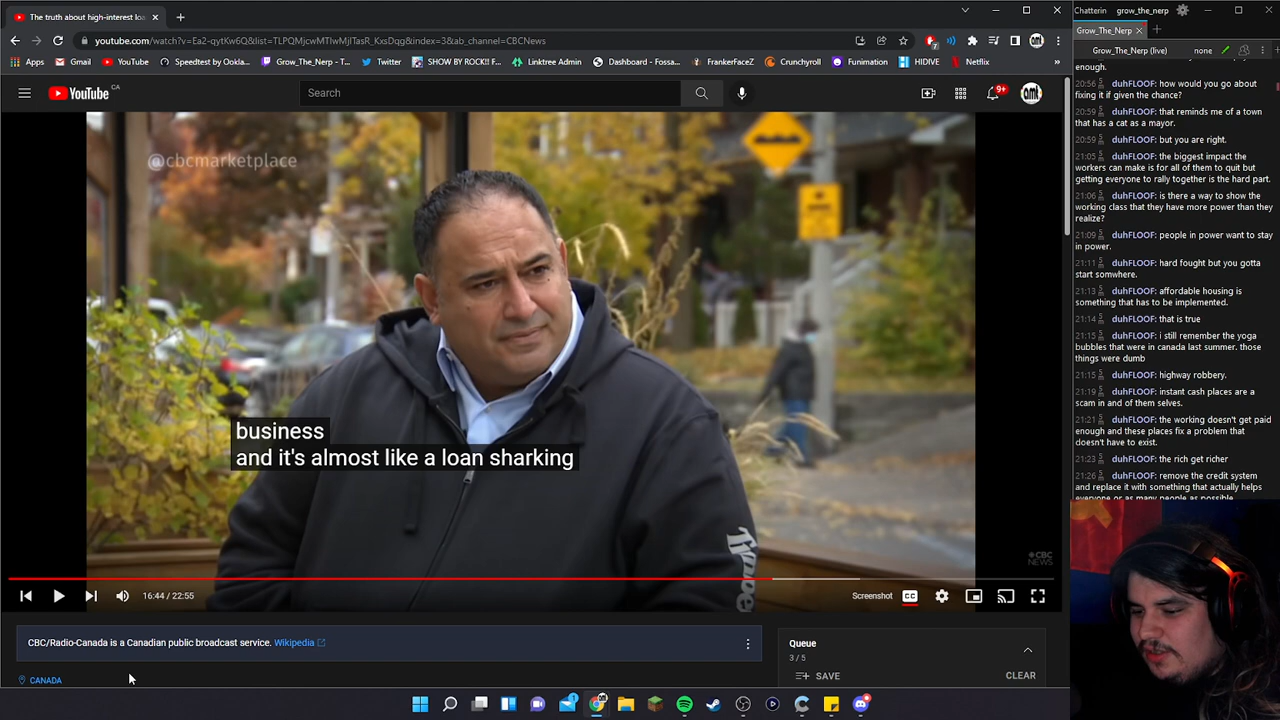 The truth about high-interest loa
youtube.com/watch?v=Ea2-qytKw6Q&list=TLPQMjcwMTIwMjITasR_KxsDqg&index=3&ab_channel=CBCNews
Apps
Gmail
YouTube
Speedtest by Ookla...
Grow_The_Nerp - T...
Twitter
SHOW BY ROCK!! F...
Linktree Admin
Dashboard - Fossa...
FrankerFaceZ
Crunchyroll
Funimation
HIDIVE
Netflix
YouTube CA
Search
9+
@cbcmarketplace
business
and it's almost like a loan sharking
CBC
NEWS
16:44 / 22:55
Screenshot
CC
CBC/Radio-Canada is a Canadian public broadcast service. Wikipedia
CANADA
Queue
3 / 5
SAVE
CLEAR
Chatterin
grow_the_nerp
Grow_The_Nerp
Grow_The_Nerp (live)
none
enough.
20:56 duhFLOOF: how would you go about
fixing it if given the chance?
20:59 duhFLOOF: that reminds me of a town
that has a cat as a mayor.
20:59 duhFLOOF: but you are right.
21:05 duhFLOOF: the biggest impact the
workers can make is for all of them to quit but
getting everyone to rally together is the hard part.
21:06 duhFLOOF: is there a way to show the
working class that they have more power than they
realize?
21:09 duhFLOOF: people in power want to stay
in power.
21:11 duhFLOOF: hard fought but you gotta
start somwhere.
21:13 duhFLOOF: affordable housing is
something that has to be implemented.
21:14 duhFLOOF: that is true
21:15 duhFLOOF: i still remember the yoga
bubbles that were in canada last summer. those
things were dumb
21:15 duhFLOOF: highway robbery.
21:19 duhFLOOF: instant cash places are a
scam in and of them selves.
21:21 duhFLOOF: the working doesn't get paid
enough and these places fix a problem that
doesn't have to exist.
21:23 duhFLOOF: the rich get richer
21:26 duhFLOOF: remove the credit system
and replace it with something that actually helps
everyone or as many people as possible